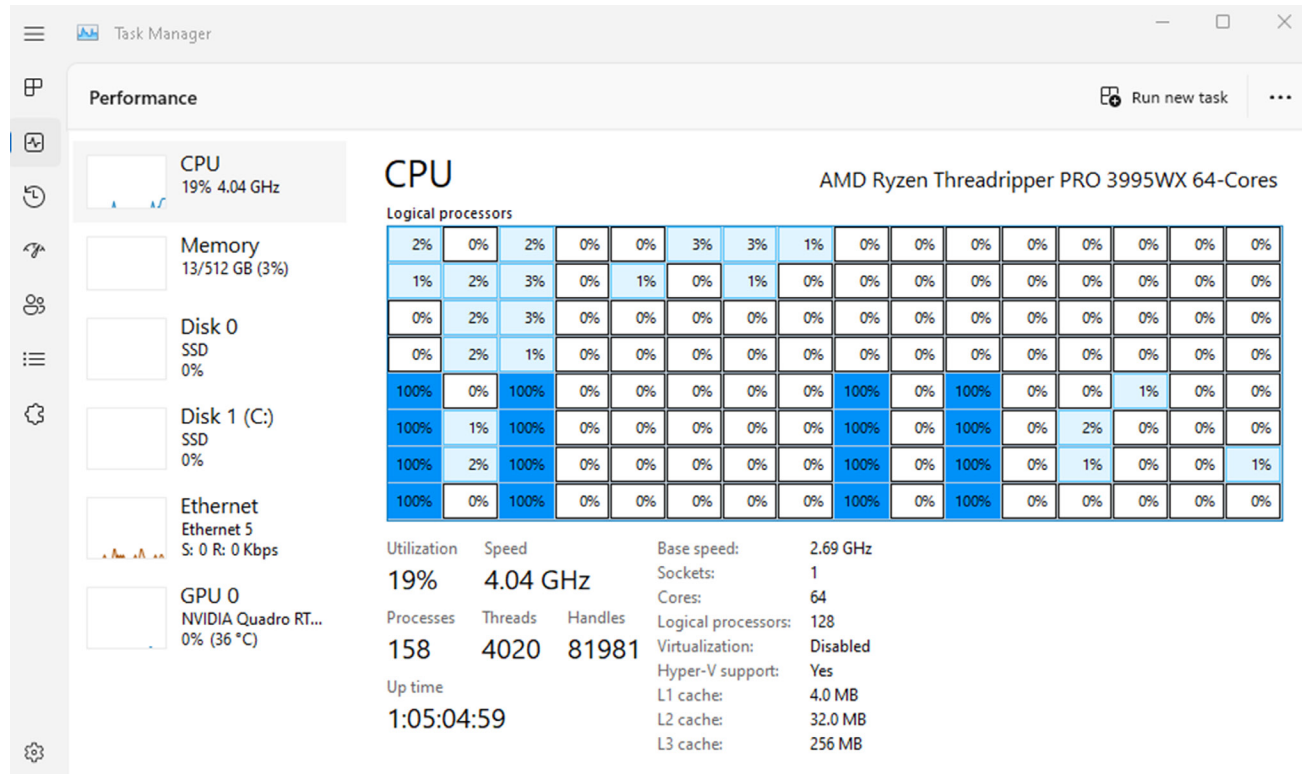 Task Manager
Performance
Run new task
CPU
19% 4.04 GHz
Memory
13/512 GB (3%)
Disk 0
SSD
0%
Disk 1 (C:)
SSD
0%
Ethernet
Ethernet 5
S: 0 R: 0 Kbps
GPU 0
NVIDIA Quadro RT...
0% (36 °C)
CPU
AMD Ryzen Threadripper PRO 3995WX 64-Cores
Logical processors
2% 0% 2% 0% 0% 3% 3% 1% 0% 0% 0% 0% 0% 0% 0% 0%
1% 2% 3% 0% 1% 0% 1% 0% 0% 0% 0% 0% 0% 0% 0% 0%
0% 2% 3% 0% 0% 0% 0% 0% 0% 0% 0% 0% 0% 0% 0% 0%
0% 2% 1% 0% 0% 0% 0% 0% 0% 0% 0% 0% 0% 0% 0% 0%
100% 0% 100% 0% 0% 0% 0% 0% 100% 0% 100% 0% 0% 1% 0% 0%
100% 1% 100% 0% 0% 0% 0% 0% 100% 0% 100% 0% 2% 0% 0% 0%
100% 2% 100% 0% 0% 0% 0% 0% 100% 0% 100% 0% 1% 0% 0% 1%
100% 0% 100% 0% 0% 0% 0% 0% 100% 0% 100% 0% 0% 0% 0% 0%
Utilization Speed
19% 4.04 GHz
Processes Threads Handles
158 4020 81981
Up time
1:05:04:59
Base speed: 2.69 GHz
Sockets: 1
Cores: 64
Logical processors: 128
Virtualization: Disabled
Hyper-V support: Yes
L1 cache: 4.0 MB
L2 cache: 32.0 MB
L3 cache: 256 MB